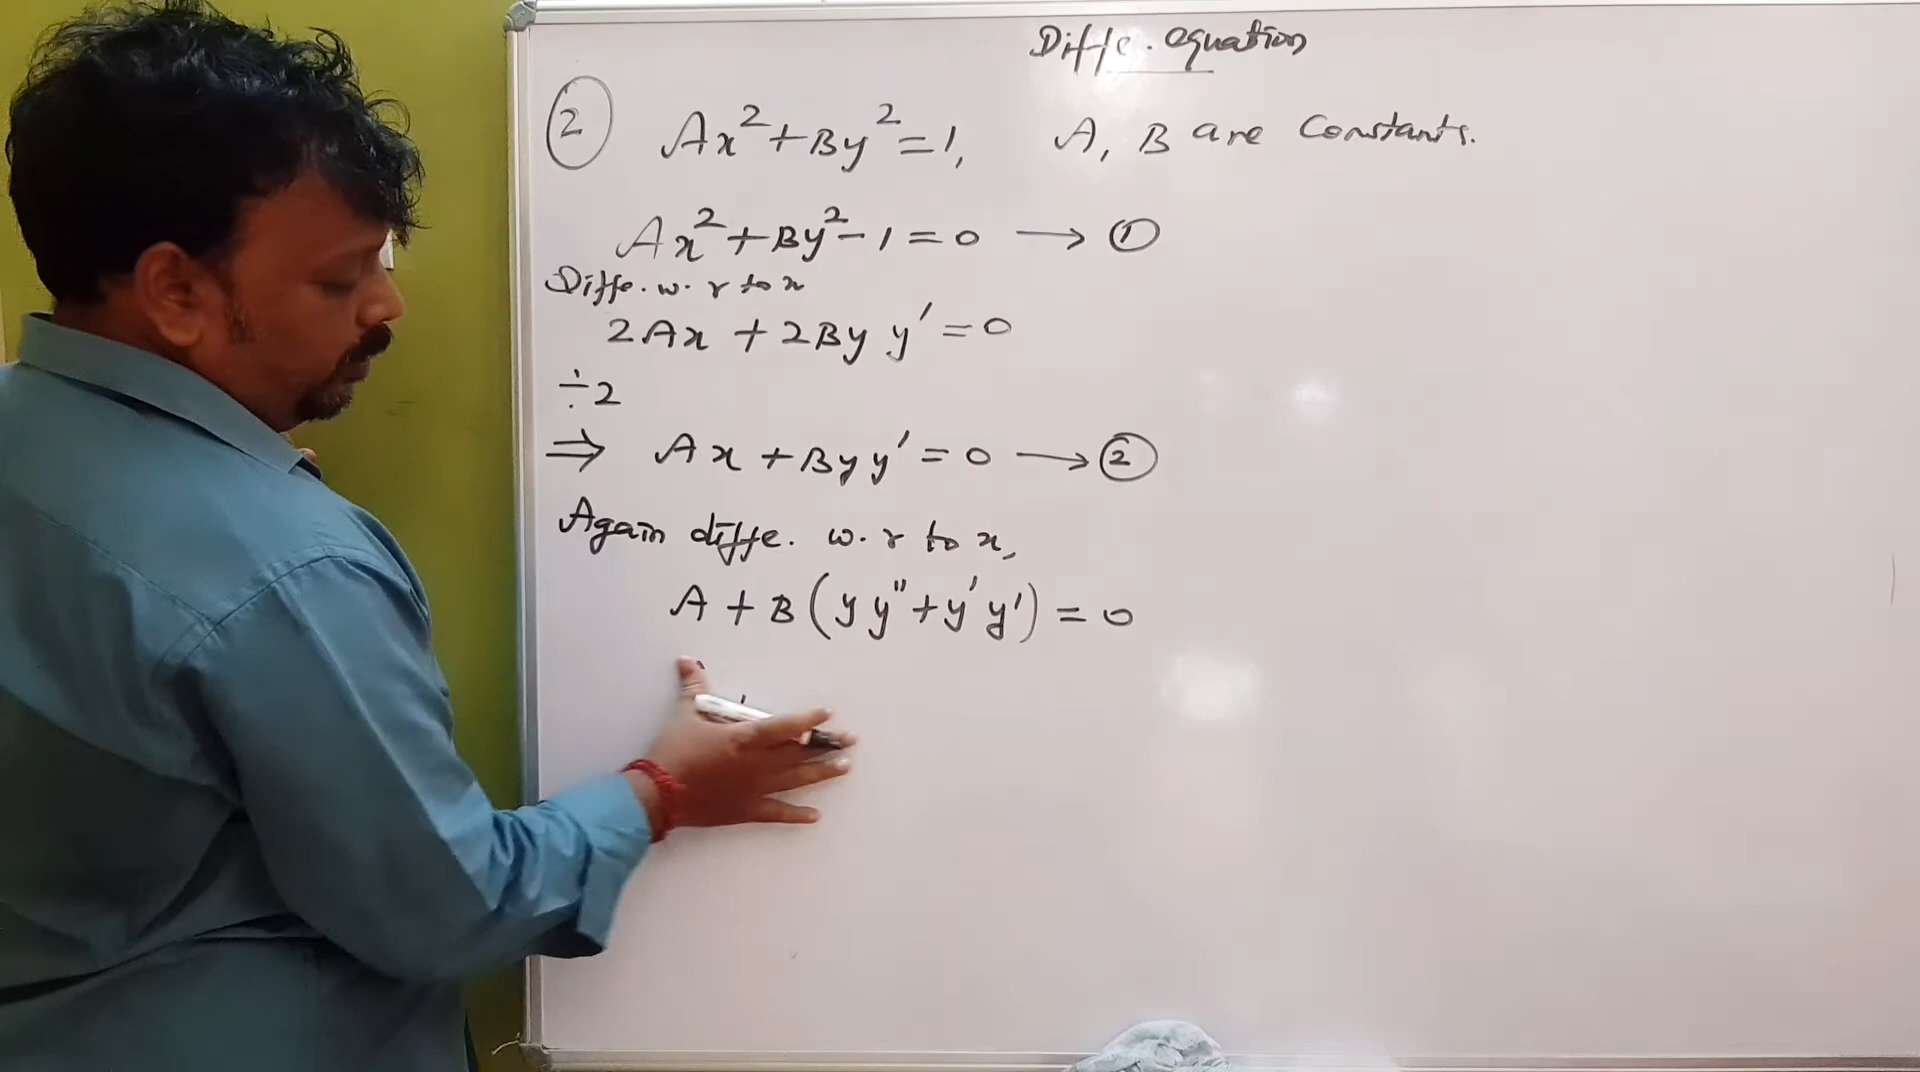 Diffe. equation
② Ax²+By²=1, A, B are Constants.
Ax²+By²-1=0 → ①
Diffe. w. r to x
2Ax + 2By y' = 0
÷2
⇒ Ax + By y' = 0 → ②
Again diffe. w. r to x,
A + B (y y" + y' y') = 0